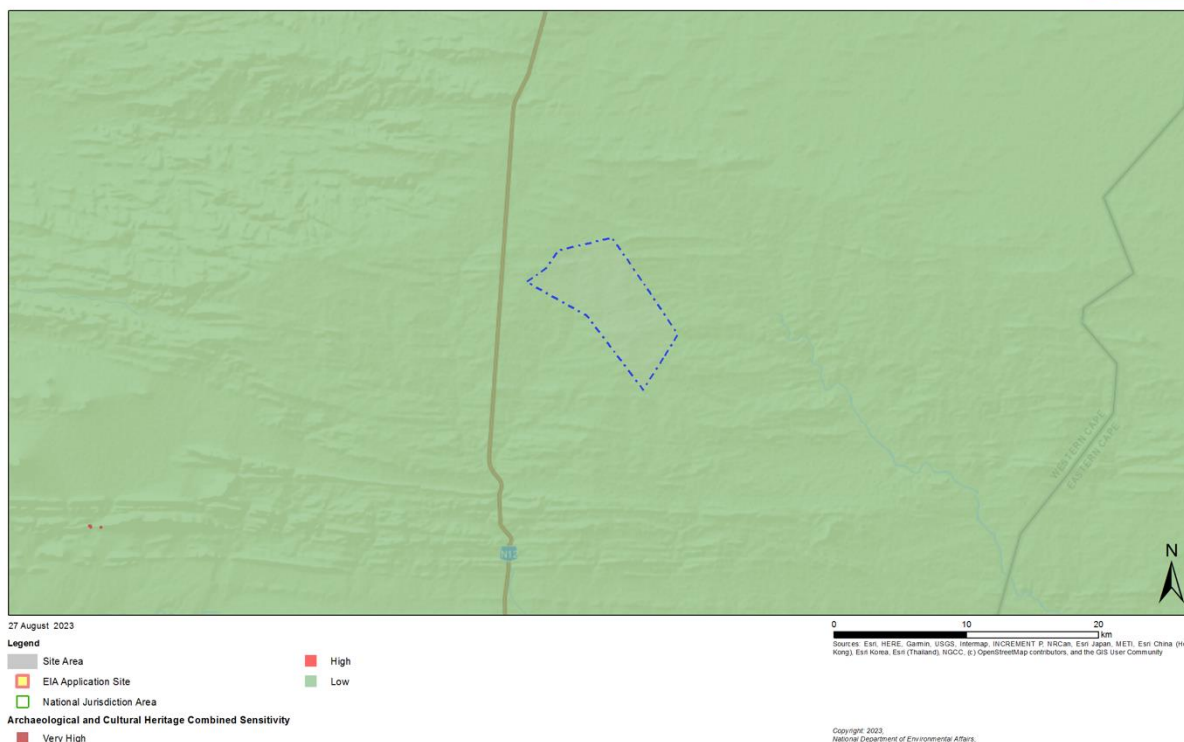 WESTERN CAPE
EASTERN CAPE
N12
N
27 August 2023
0 10 20
km
Sources: Esri, HERE, Garmin, USGS, Intermap, INCREMENT P, NRCan, Esri Japan, METI, Esri China (Ho
Kong), Esri Korea, Esri (Thailand), NGCC, (c) OpenStreetMap contributors, and the GIS User Community
Legend
Site Area
EIA Application Site
National Jurisdiction Area
Archaeological and Cultural Heritage Combined Sensitivity
Very High
High
Low
Copyright: 2023,
National Department of Environmental Affairs.